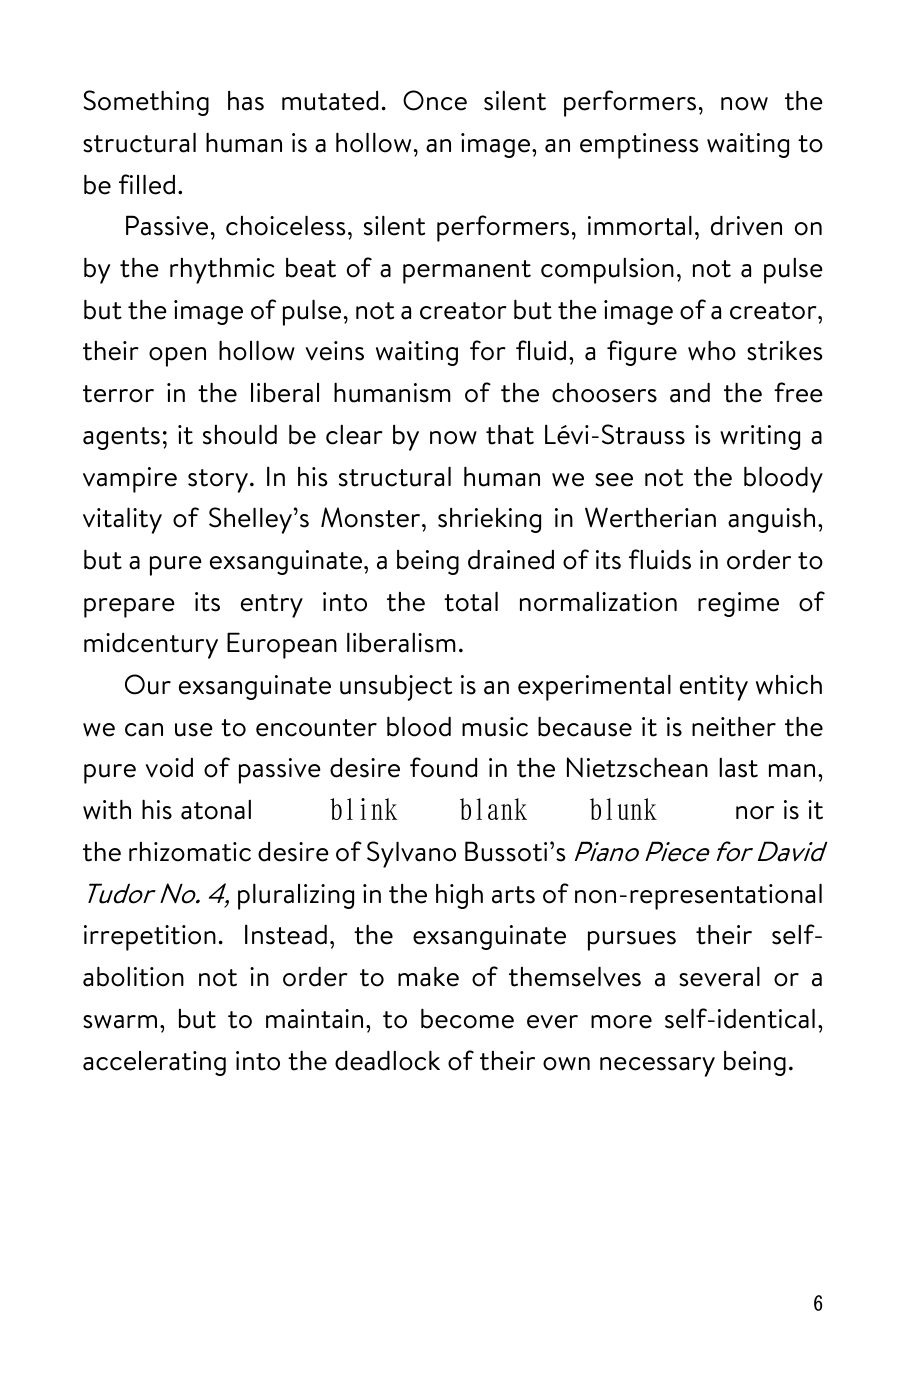 Something has mutated. Once silent performers, now the
structural human is a hollow, an image, an emptiness waiting to
be filled.
Passive, choiceless, silent performers, immortal, driven on
by the rhythmic beat of a permanent compulsion, not a pulse
but the image of pulse, not a creator but the image of a creator,
their open hollow veins waiting for fluid, a figure who strikes
terror in the liberal humanism of the choosers and the free
agents; it should be clear by now that Lévi-Strauss is writing a
vampire story. In his structural human we see not the bloody
vitality of Shelley’s Monster, shrieking in Wertherian anguish,
but a pure exsanguinate, a being drained of its fluids in order to
prepare its entry into the total normalization regime of
midcentury European liberalism.
Our exsanguinate unsubject is an experimental entity which
we can use to encounter blood music because it is neither the
pure void of passive desire found in the Nietzschean last man,
with his atonal blink blank blunk nor is it
the rhizomatic desire of Sylvano Bussoti’s Piano Piece for David
Tudor No. 4, pluralizing in the high arts of non-representational
irrepetition. Instead, the exsanguinate pursues their self-
abolition not in order to make of themselves a several or a
swarm, but to maintain, to become ever more self-identical,
accelerating into the deadlock of their own necessary being.
6